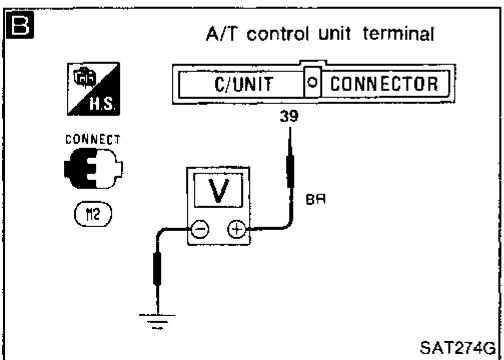 B
A/T control unit terminal
H.S.
C/UNIT
CONNECTOR
39
CONNECT
V
BR
M2
SAT274G